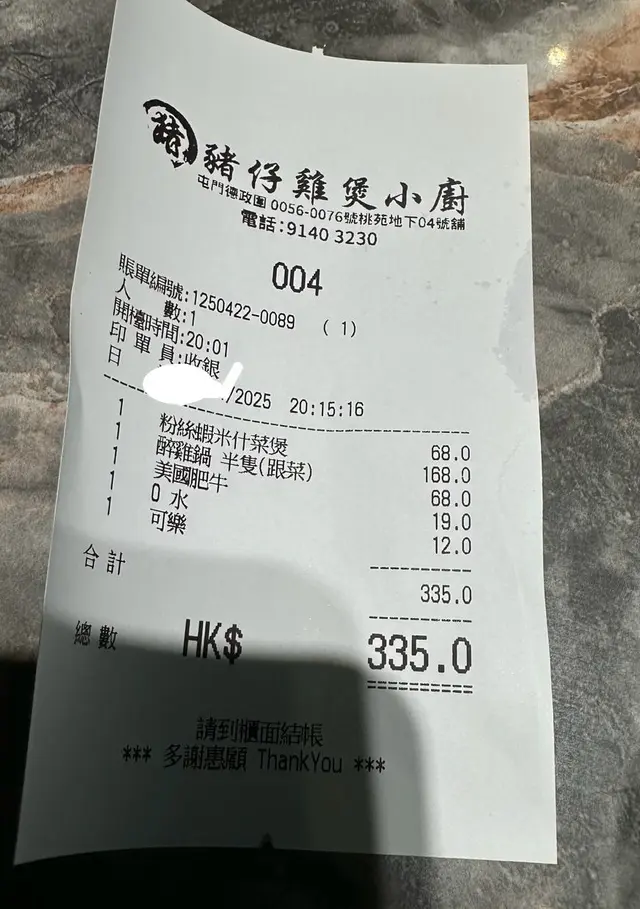 豬仔雞煲小廚
屯門德政圍 0056-0076號桃苑地下04號舖
電話:9140 3230
004
賬單編號:1250422-0089 ( 1)
人 數:1
開檯時間:20:01
印 單 員:收銀
日 /2025 20:15:16
1 粉絲蝦米什菜煲 68.0
1 醉雞鍋 半隻(跟菜) 168.0
1 美國肥牛 68.0
1 O 水 19.0
1 可樂 12.0
合計 335.0
總數 HK$ 335.0
請到櫃面結帳
*** 多謝惠顧 ThankYou ***